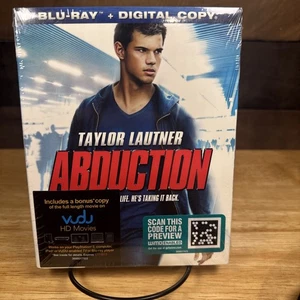 BLU-RAY + DIGITAL COPY
TAYLOR LAUTNER
ABDUCTION
LIFE. HE'S TAKING IT BACK.
Includes a bonus copy
of the full length movie on
VUDU
HD Movies
SCAN THIS
CODE FOR A
PREVIEW